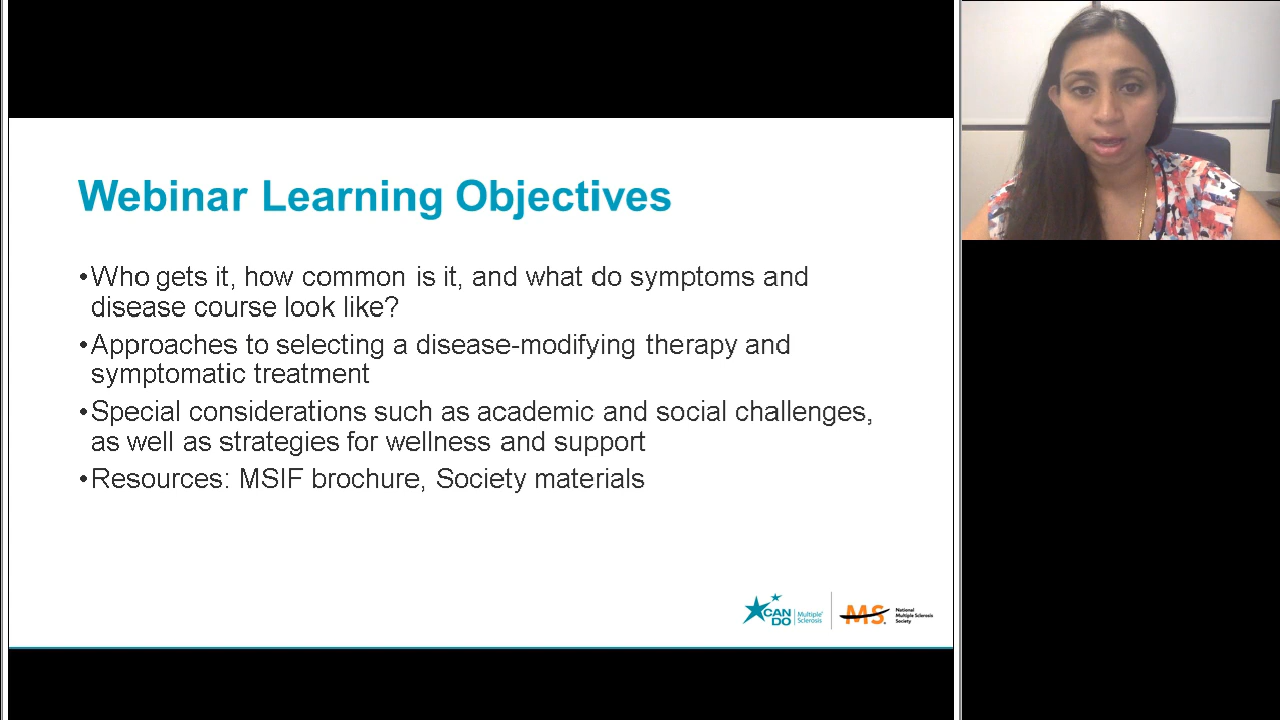 Webinar Learning Objectives
•Who gets it, how common is it, and what do symptoms and
disease course look like?
•Approaches to selecting a disease-modifying therapy and
symptomatic treatment
•Special considerations such as academic and social challenges,
as well as strategies for wellness and support
•Resources: MSIF brochure, Society materials
CAN
DO
Multiple
Sclerosis
MS
National
Multiple Sclerosis
Society